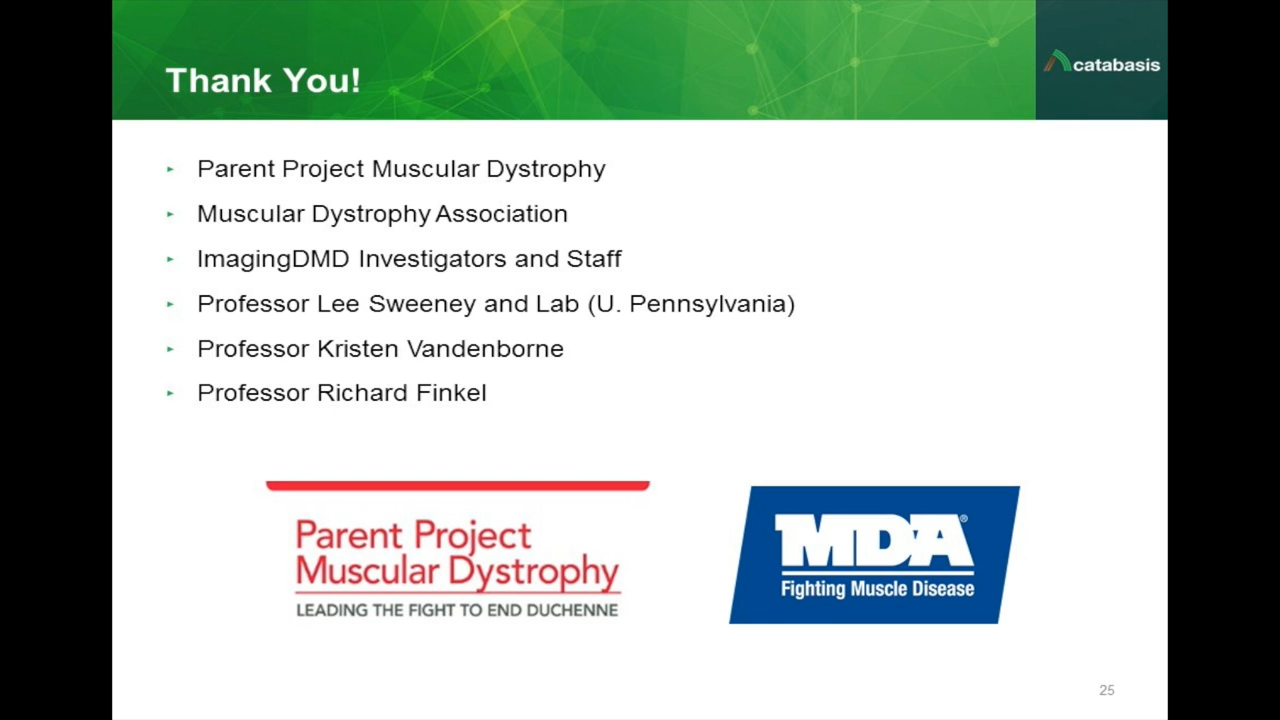 Thank You!
catabasis
▸ Parent Project Muscular Dystrophy
▸ Muscular Dystrophy Association
▸ ImagingDMD Investigators and Staff
▸ Professor Lee Sweeney and Lab (U. Pennsylvania)
▸ Professor Kristen Vandenborne
▸ Professor Richard Finkel
Parent Project
Muscular Dystrophy
LEADING THE FIGHT TO END DUCHENNE
MDA®
Fighting Muscle Disease
25